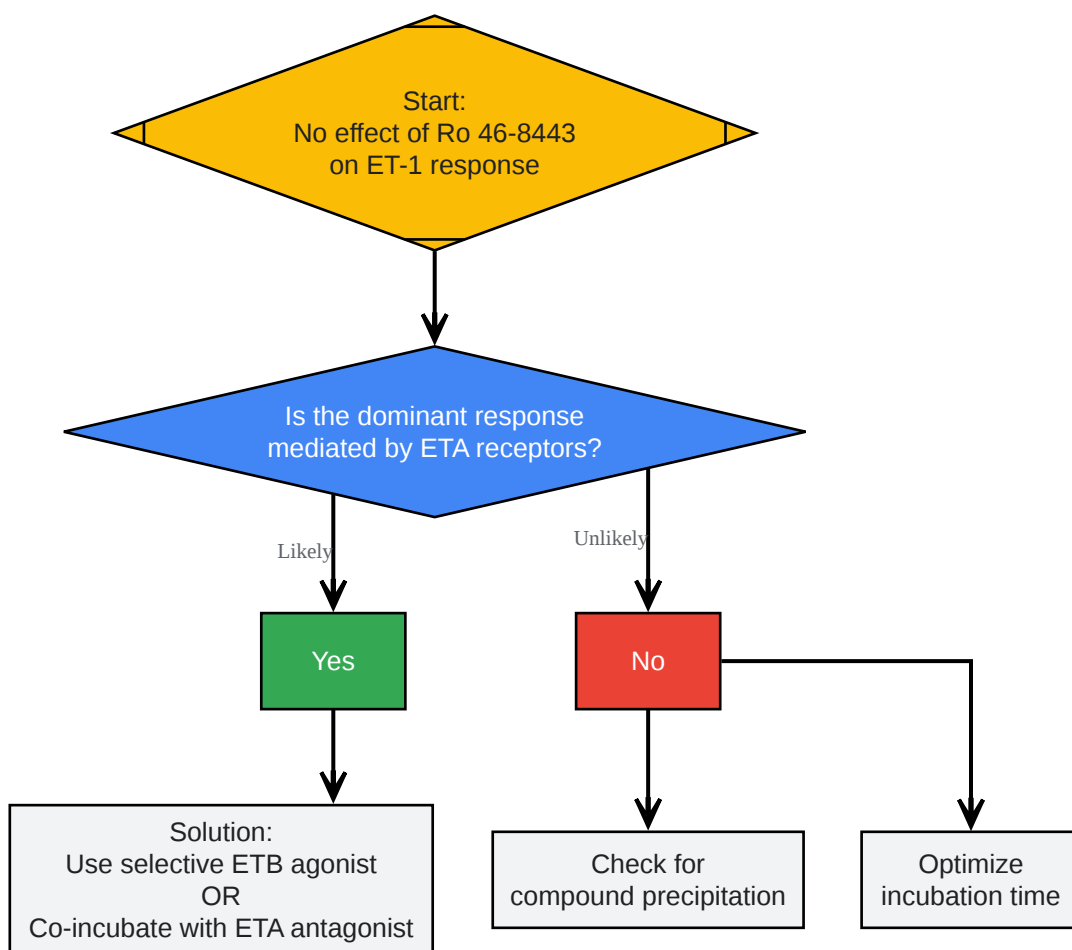 Start:
No effect of Ro 46-8443
on ET-1 response
Is the dominant response
mediated by ETA receptors?
Likely
Unlikely
Yes
No
Solution:
Use selective ETB agonist
OR
Co-incubate with ETA antagonist
Check for
compound precipitation
Optimize
incubation time